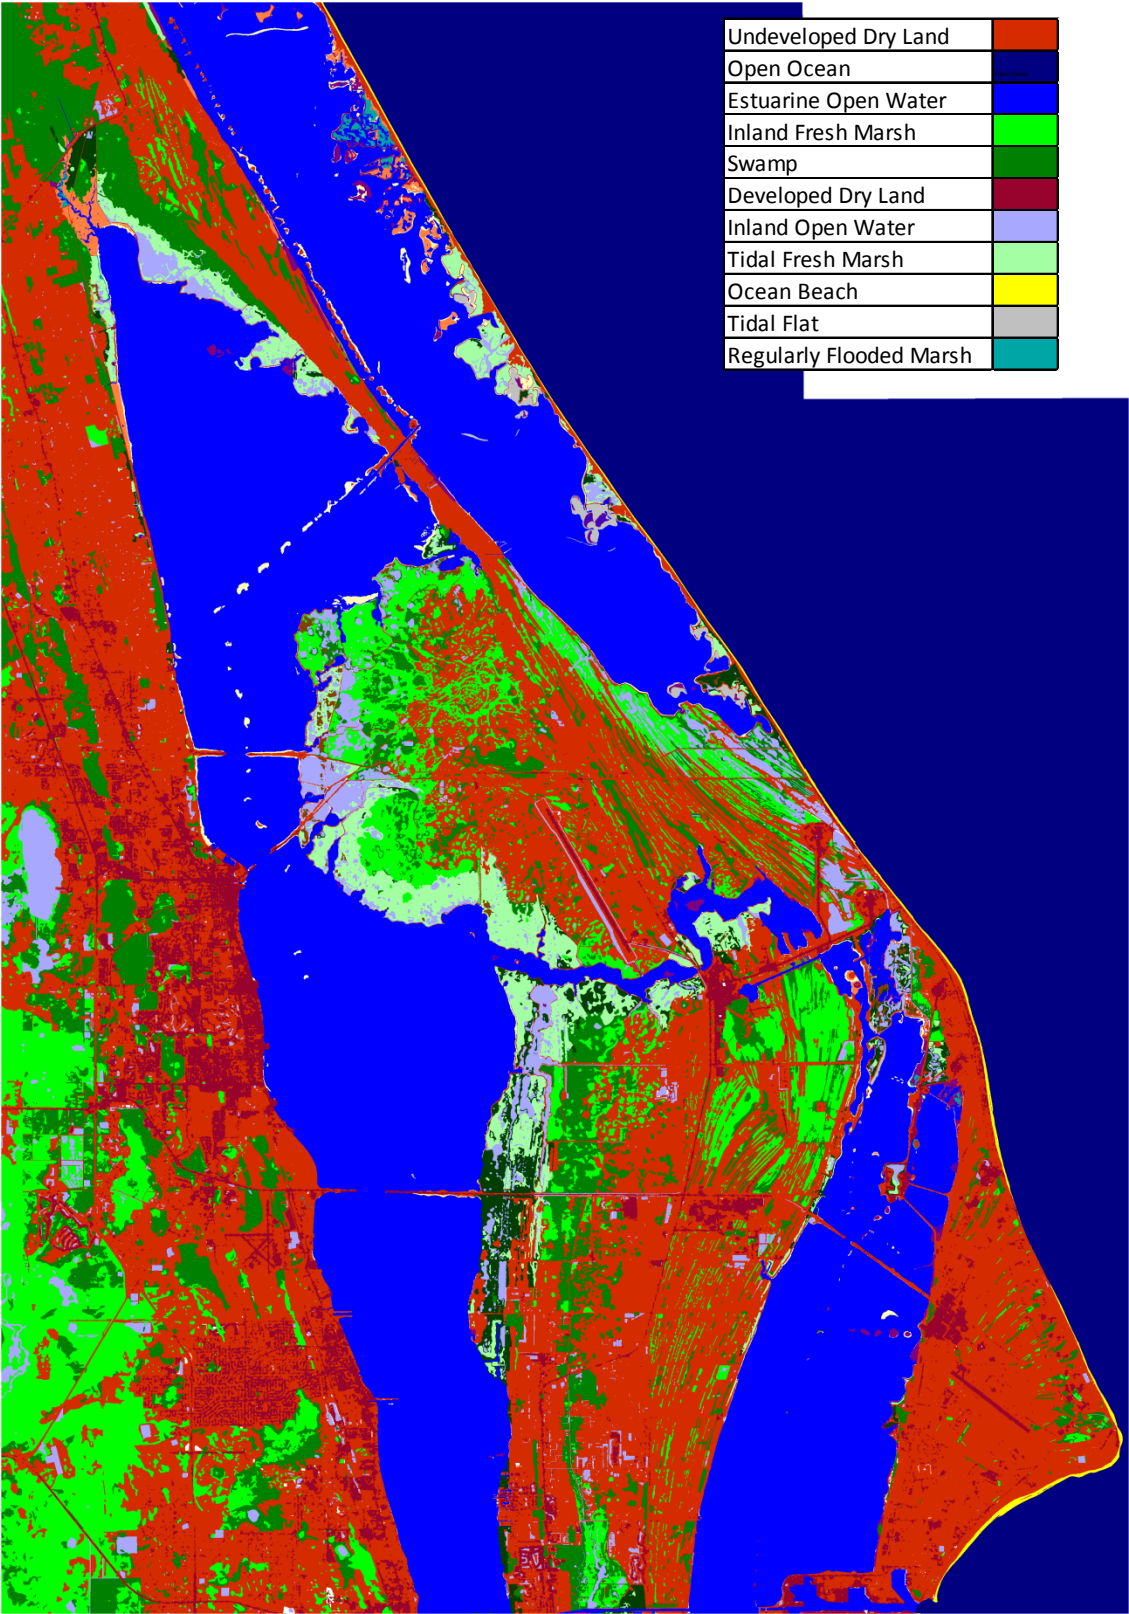 Undeveloped Dry Land
Open Ocean
Estuarine Open Water
Inland Fresh Marsh
Swamp
Developed Dry Land
Inland Open Water
Tidal Fresh Marsh
Ocean Beach
Tidal Flat
Regularly Flooded Marsh